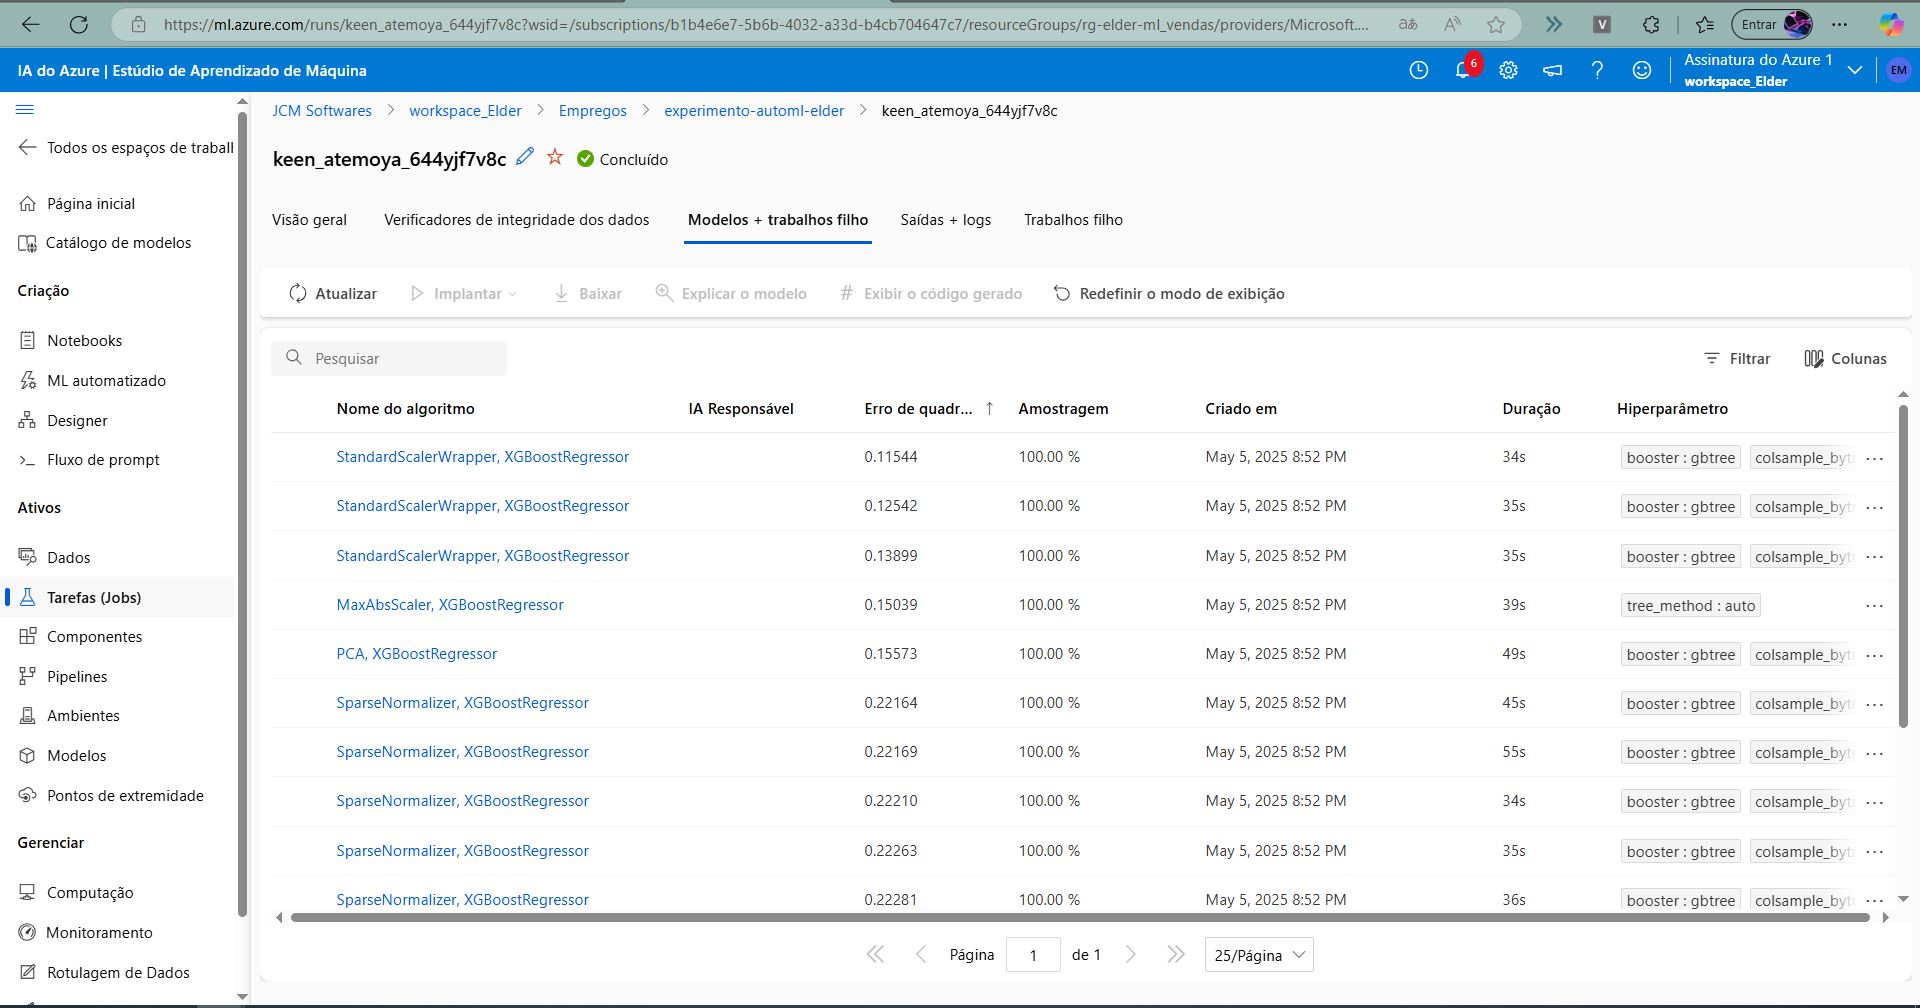 https://ml.azure.com/runs/keen_atemoya_644yjf7v8c?wsid=/subscriptions/b1b4e6e7-5b6b-4032-a33d-b4cb704647c7/resourceGroups/rg-elder-ml_vendas/providers/Microsoft....
Entrar
IA do Azure | Estúdio de Aprendizado de Máquina
6
Assinatura do Azure 1
workspace_Elder
EM
Todos os espaços de trabalh
Página inicial
Catálogo de modelos
Criação
Notebooks
ML automatizado
Designer
Fluxo de prompt
Ativos
Dados
Tarefas (Jobs)
Componentes
Pipelines
Ambientes
Modelos
Pontos de extremidade
Gerenciar
Computação
Monitoramento
Rotulagem de Dados
JCM Softwares > workspace_Elder > Empregos > experimento-automl-elder > keen_atemoya_644yjf7v8c
keen_atemoya_644yjf7v8c Concluído
Visão geral Verificadores de integridade dos dados Modelos + trabalhos filho Saídas + logs Trabalhos filho
Atualizar Implantar Baixar Explicar o modelo # Exibir o código gerado Redefinir o modo de exibição
Pesquisar Filtrar Colunas
Nome do algoritmo IA Responsável Erro de quadr... ↑ Amostragem Criado em Duração Hiperparâmetro
StandardScalerWrapper, XGBoostRegressor 0.11544 100.00 % May 5, 2025 8:52 PM 34s booster : gbtree colsample_bytr ...
StandardScalerWrapper, XGBoostRegressor 0.12542 100.00 % May 5, 2025 8:52 PM 35s booster : gbtree colsample_bytr ...
StandardScalerWrapper, XGBoostRegressor 0.13899 100.00 % May 5, 2025 8:52 PM 35s booster : gbtree colsample_bytr ...
MaxAbsScaler, XGBoostRegressor 0.15039 100.00 % May 5, 2025 8:52 PM 39s tree_method : auto ...
PCA, XGBoostRegressor 0.15573 100.00 % May 5, 2025 8:52 PM 49s booster : gbtree colsample_bytr ...
SparseNormalizer, XGBoostRegressor 0.22164 100.00 % May 5, 2025 8:52 PM 45s booster : gbtree colsample_bytr ...
SparseNormalizer, XGBoostRegressor 0.22169 100.00 % May 5, 2025 8:52 PM 55s booster : gbtree colsample_bytr ...
SparseNormalizer, XGBoostRegressor 0.22210 100.00 % May 5, 2025 8:52 PM 34s booster : gbtree colsample_bytr ...
SparseNormalizer, XGBoostRegressor 0.22263 100.00 % May 5, 2025 8:52 PM 35s booster : gbtree colsample_bytr ...
SparseNormalizer, XGBoostRegressor 0.22281 100.00 % May 5, 2025 8:52 PM 36s booster : gbtree colsample_bytr ...
Página 1 de 1 25/Página